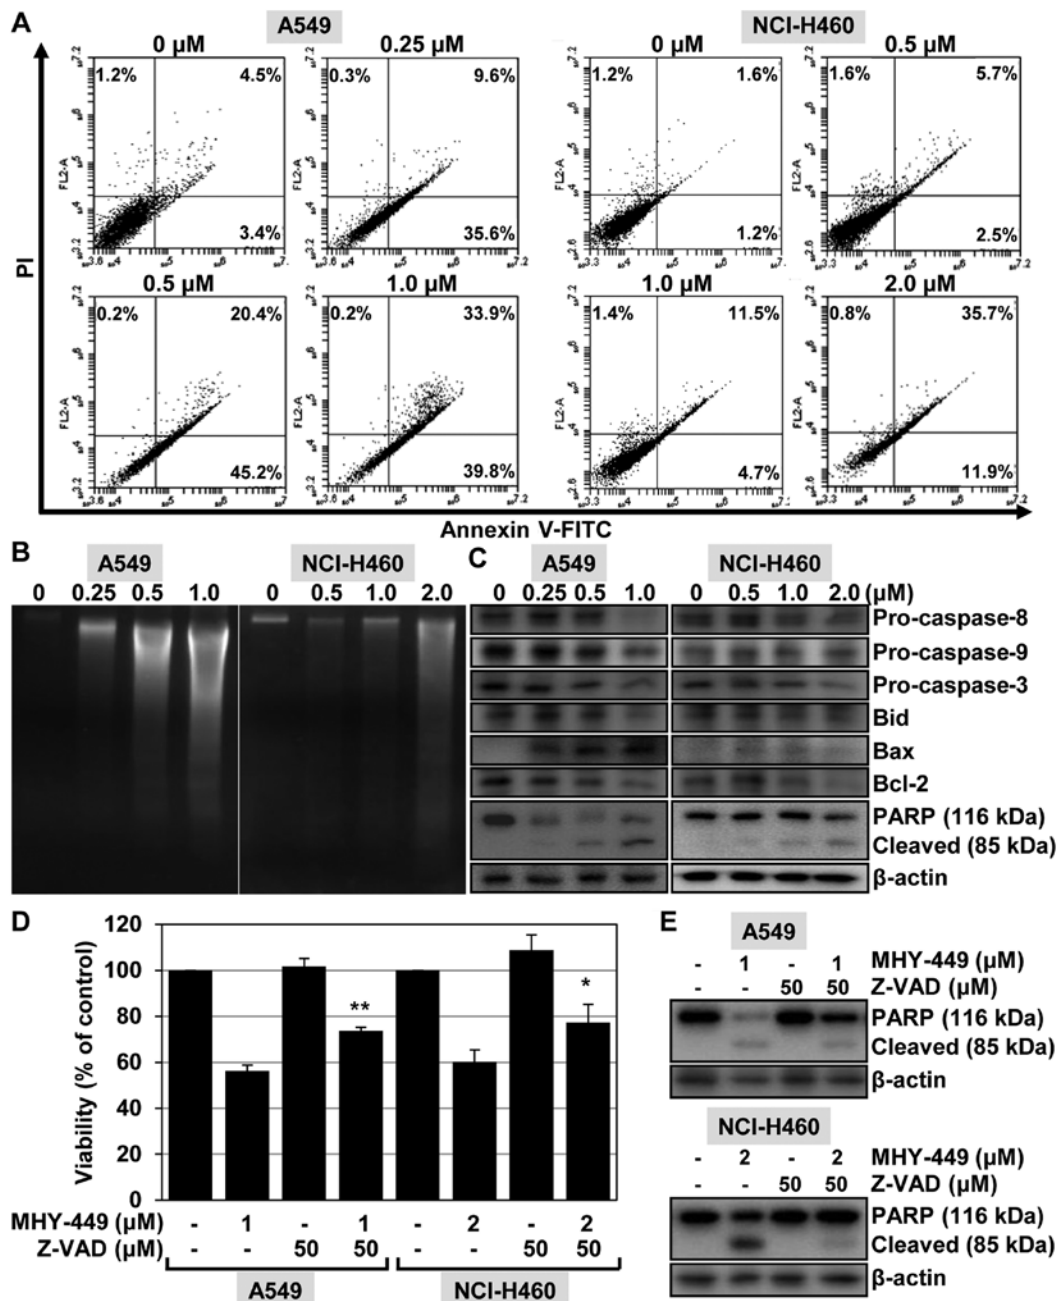 A
A549
NCI-H460
0 µM
0.25 µM
0 µM
0.5 µM
1.2%
4.5%
0.3%
9.6%
1.2%
1.6%
1.6%
5.7%
FL2-A
FL2-A
FL2-A
FL2-A
3.4%
35.6%
1.2%
2.5%
PI
0.5 µM
1.0 µM
1.0 µM
2.0 µM
0.2%
20.4%
0.2%
33.9%
1.4%
11.5%
0.8%
35.7%
FL2-A
FL2-A
FL2-A
FL2-A
45.2%
39.8%
4.7%
11.9%
Annexin V-FITC
B
A549
NCI-H460
0 0.25 0.5 1.0 0 0.5 1.0 2.0
C
A549
NCI-H460
0 0.25 0.5 1.0 0 0.5 1.0 2.0 (µM)
Pro-caspase-8
Pro-caspase-9
Pro-caspase-3
Bid
Bax
Bcl-2
PARP (116 kDa)
Cleaved (85 kDa)
β-actin
D
Viability (% of control)
120
100
80
60
40
20
0
**
*
MHY-449 (µM) - 1 - 1 - 2 - 2
Z-VAD (µM) - - 50 50 - - 50 50
A549
NCI-H460
E
A549
- 1 - 1 MHY-449 (µM)
- - 50 50 Z-VAD (µM)
PARP (116 kDa)
Cleaved (85 kDa)
β-actin
NCI-H460
- 2 - 2 MHY-449 (µM)
- - 50 50 Z-VAD (µM)
PARP (116 kDa)
Cleaved (85 kDa)
β-actin